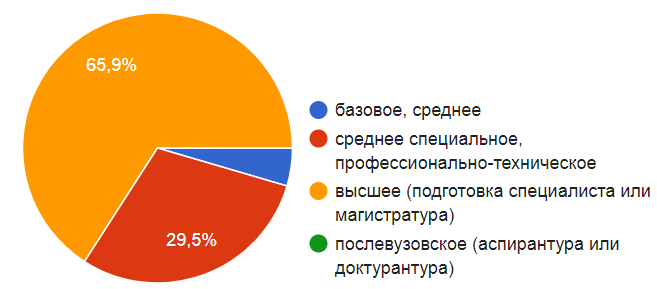 65,9%
29,5%
базовое, среднее
среднее специальное,
профессионально-техническое
высшее (подготовка специалиста или
магистратура)
послевузовское (аспирантура или
доктурантура)